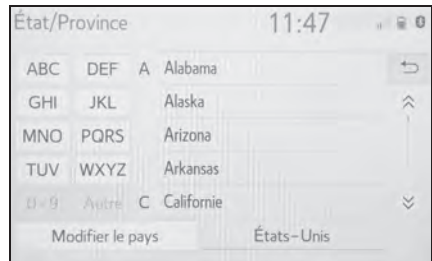 État/Province 11:47
ABC DEF A Alabama
GHI JKL Alaska
MNO PQRS Arizona
TUV WXYZ Arkansas
0-9 Autre C Californie
Modifier le pays États-Unis